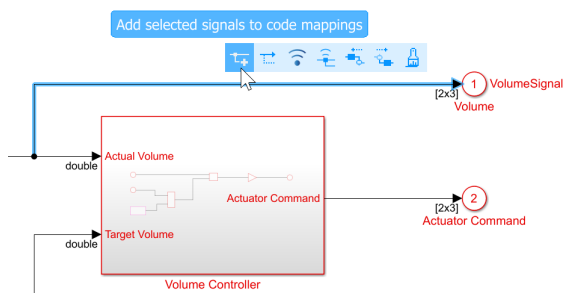 Add selected signals to code mappings
1 VolumeSignal
[2x3]
Volume
Actual Volume
double
Actuator Command
2
[2x3]
Actuator Command
Target Volume
double
Volume Controller